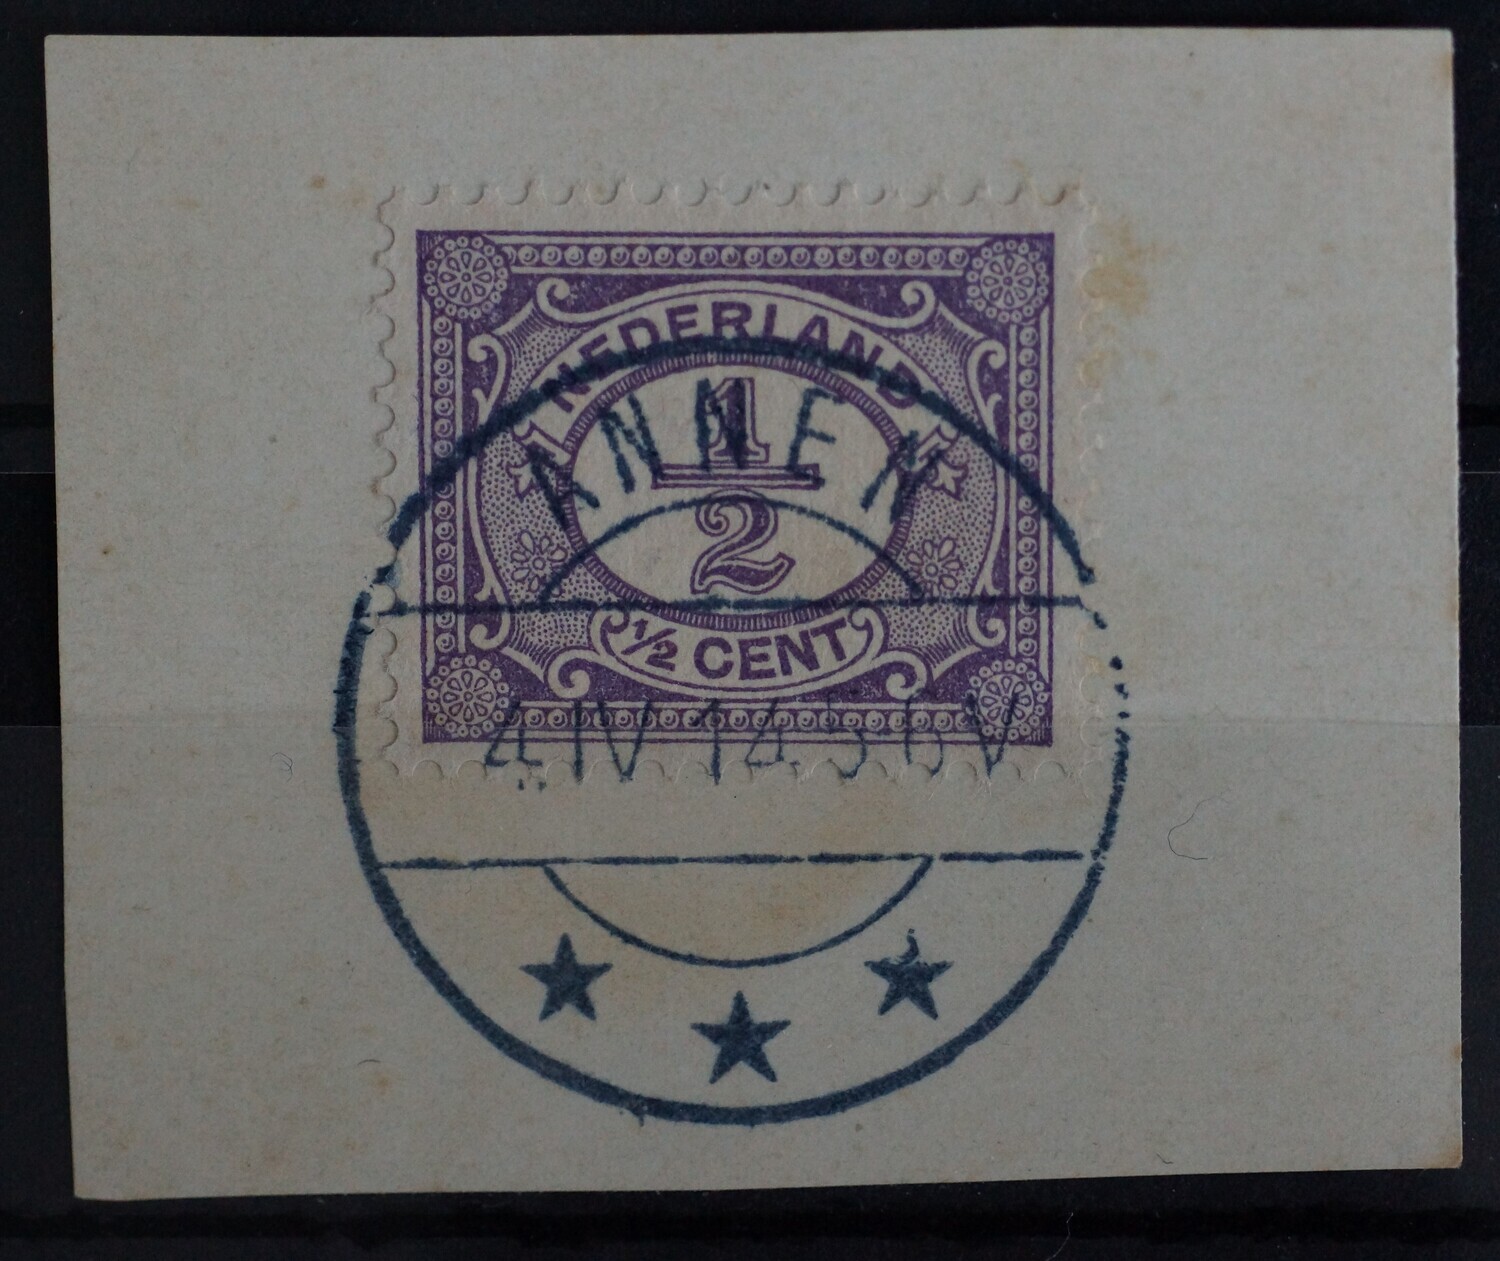 NEDERLAND
ANNEN
1
2
1/2 CENT
4.IV 14.5-6 V